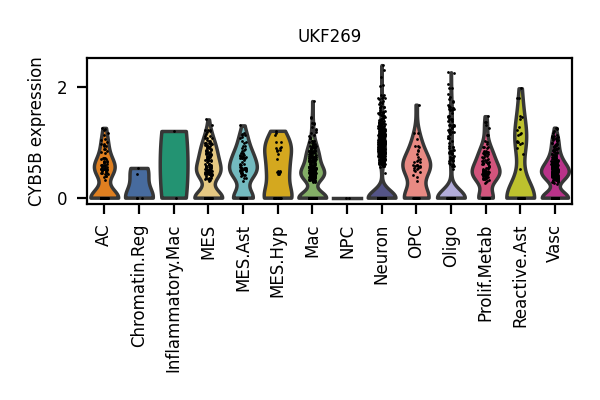 UKF269
CYB5B expression
2
0
AC
Chromatin.Reg
Inflammatory.Mac
MES
MES.Ast
MES.Hyp
Mac
NPC
Neuron
OPC
Oligo
Prolif.Metab
Reactive.Ast
Vasc